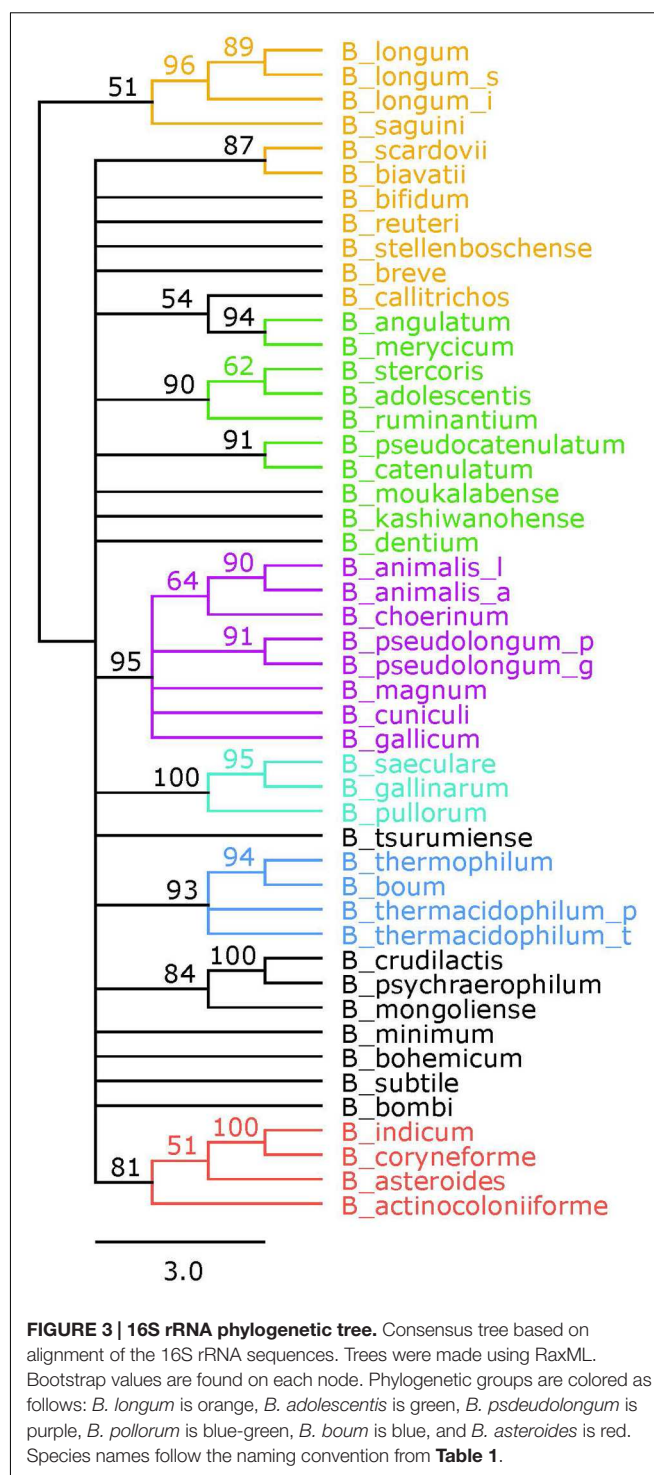 89
B_longum
96
B_longum_s
51
B_longum_i
B_saguini
87
B_scardovii
B_biavatii
B_bifidum
B_reuteri
B_stellenboschense
B_breve
54
B_callitrichos
94
B_angulatum
B_merycicum
62
B_stercoris
90
B_adolescentis
B_ruminantium
91
B_pseudocatenulatum
B_catenulatum
B_moukalabense
B_kashiwanohense
B_dentium
90
B_animalis_l
64
B_animalis_a
B_choerinum
91
B_pseudolongum_p
95
B_pseudolongum_g
B_magnum
B_cuniculi
B_gallicum
95
B_saeculare
100
B_gallinarum
B_pullorum
B_tsurumiense
94
B_thermophilum
93
B_boum
B_thermacidophilum_p
B_thermacidophilum_t
100
B_crudilactis
84
B_psychraerophilum
B_mongoliense
B_minimum
B_bohemicum
B_subtile
B_bombi
100
B_indicum
51
B_coryneforme
81
B_asteroides
B_actinocoloniiforme
3.0
FIGURE 3 | 16S rRNA phylogenetic tree. Consensus tree based on
alignment of the 16S rRNA sequences. Trees were made using RaxML.
Bootstrap values are found on each node. Phylogenetic groups are colored as
follows: B. longum is orange, B. adolescentis is green, B. psdeudolongum is
purple, B. pollorum is blue-green, B. boum is blue, and B. asteroides is red.
Species names follow the naming convention from Table 1.